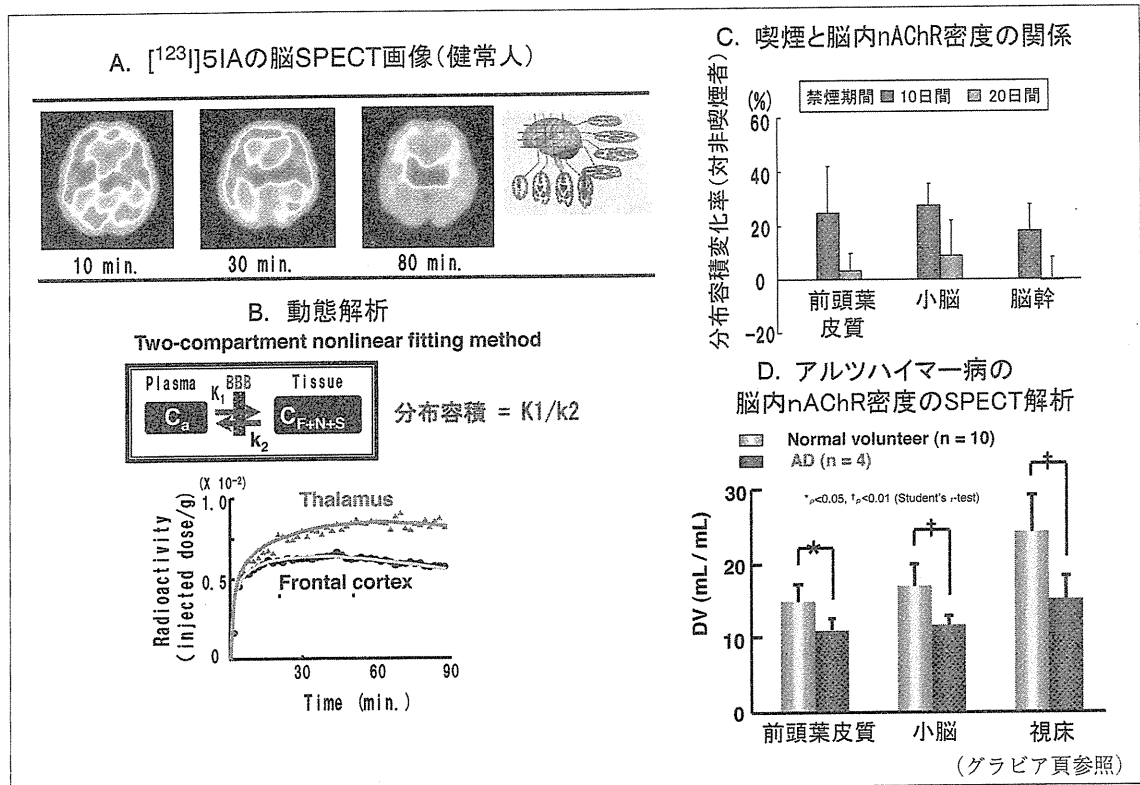 A. [¹²³I]5IAの脳SPECT画像(健常人)
10 min.
30 min.
80 min.
B. 動態解析
Two-compartment nonlinear fitting method
Plasma
K₁
BBB
Tissue
Cₐ
k₂
C_F+N+S
分布容積 = K1/k2
(X 10⁻²)
1.0
0.5
0
Radioactivity
(injected dose/g)
Thalamus
Frontal cortex
30
60
90
Time (min.)
C. 喫煙と脳内nAChR密度の関係
分布容積変化率(対非喫煙者)
(%)
禁煙期間 10日間 20日間
60
40
20
0
-20
前頭葉
皮質
小脳
脳幹
D. アルツハイマー病の
脳内nAChR密度のSPECT解析
Normal volunteer (n = 10)
AD (n = 4)
*p<0.05, †p<0.01 (Student's t-test)
DV (mL / mL)
30
20
10
0
*
†
†
前頭葉皮質
小脳
視床
(グラビア頁参照)